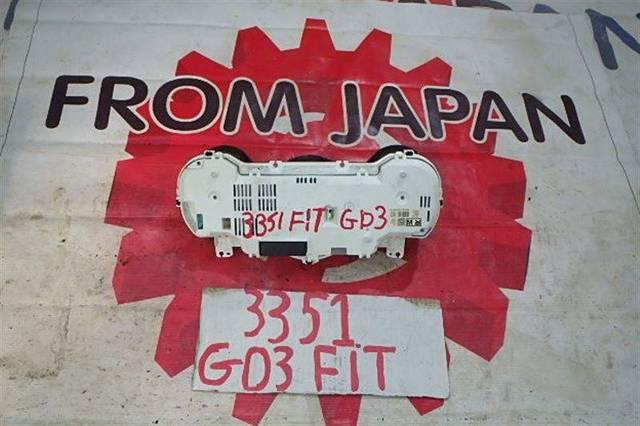 FROM JAPAN
3351 FIT GD3
3351
GD3 FIT